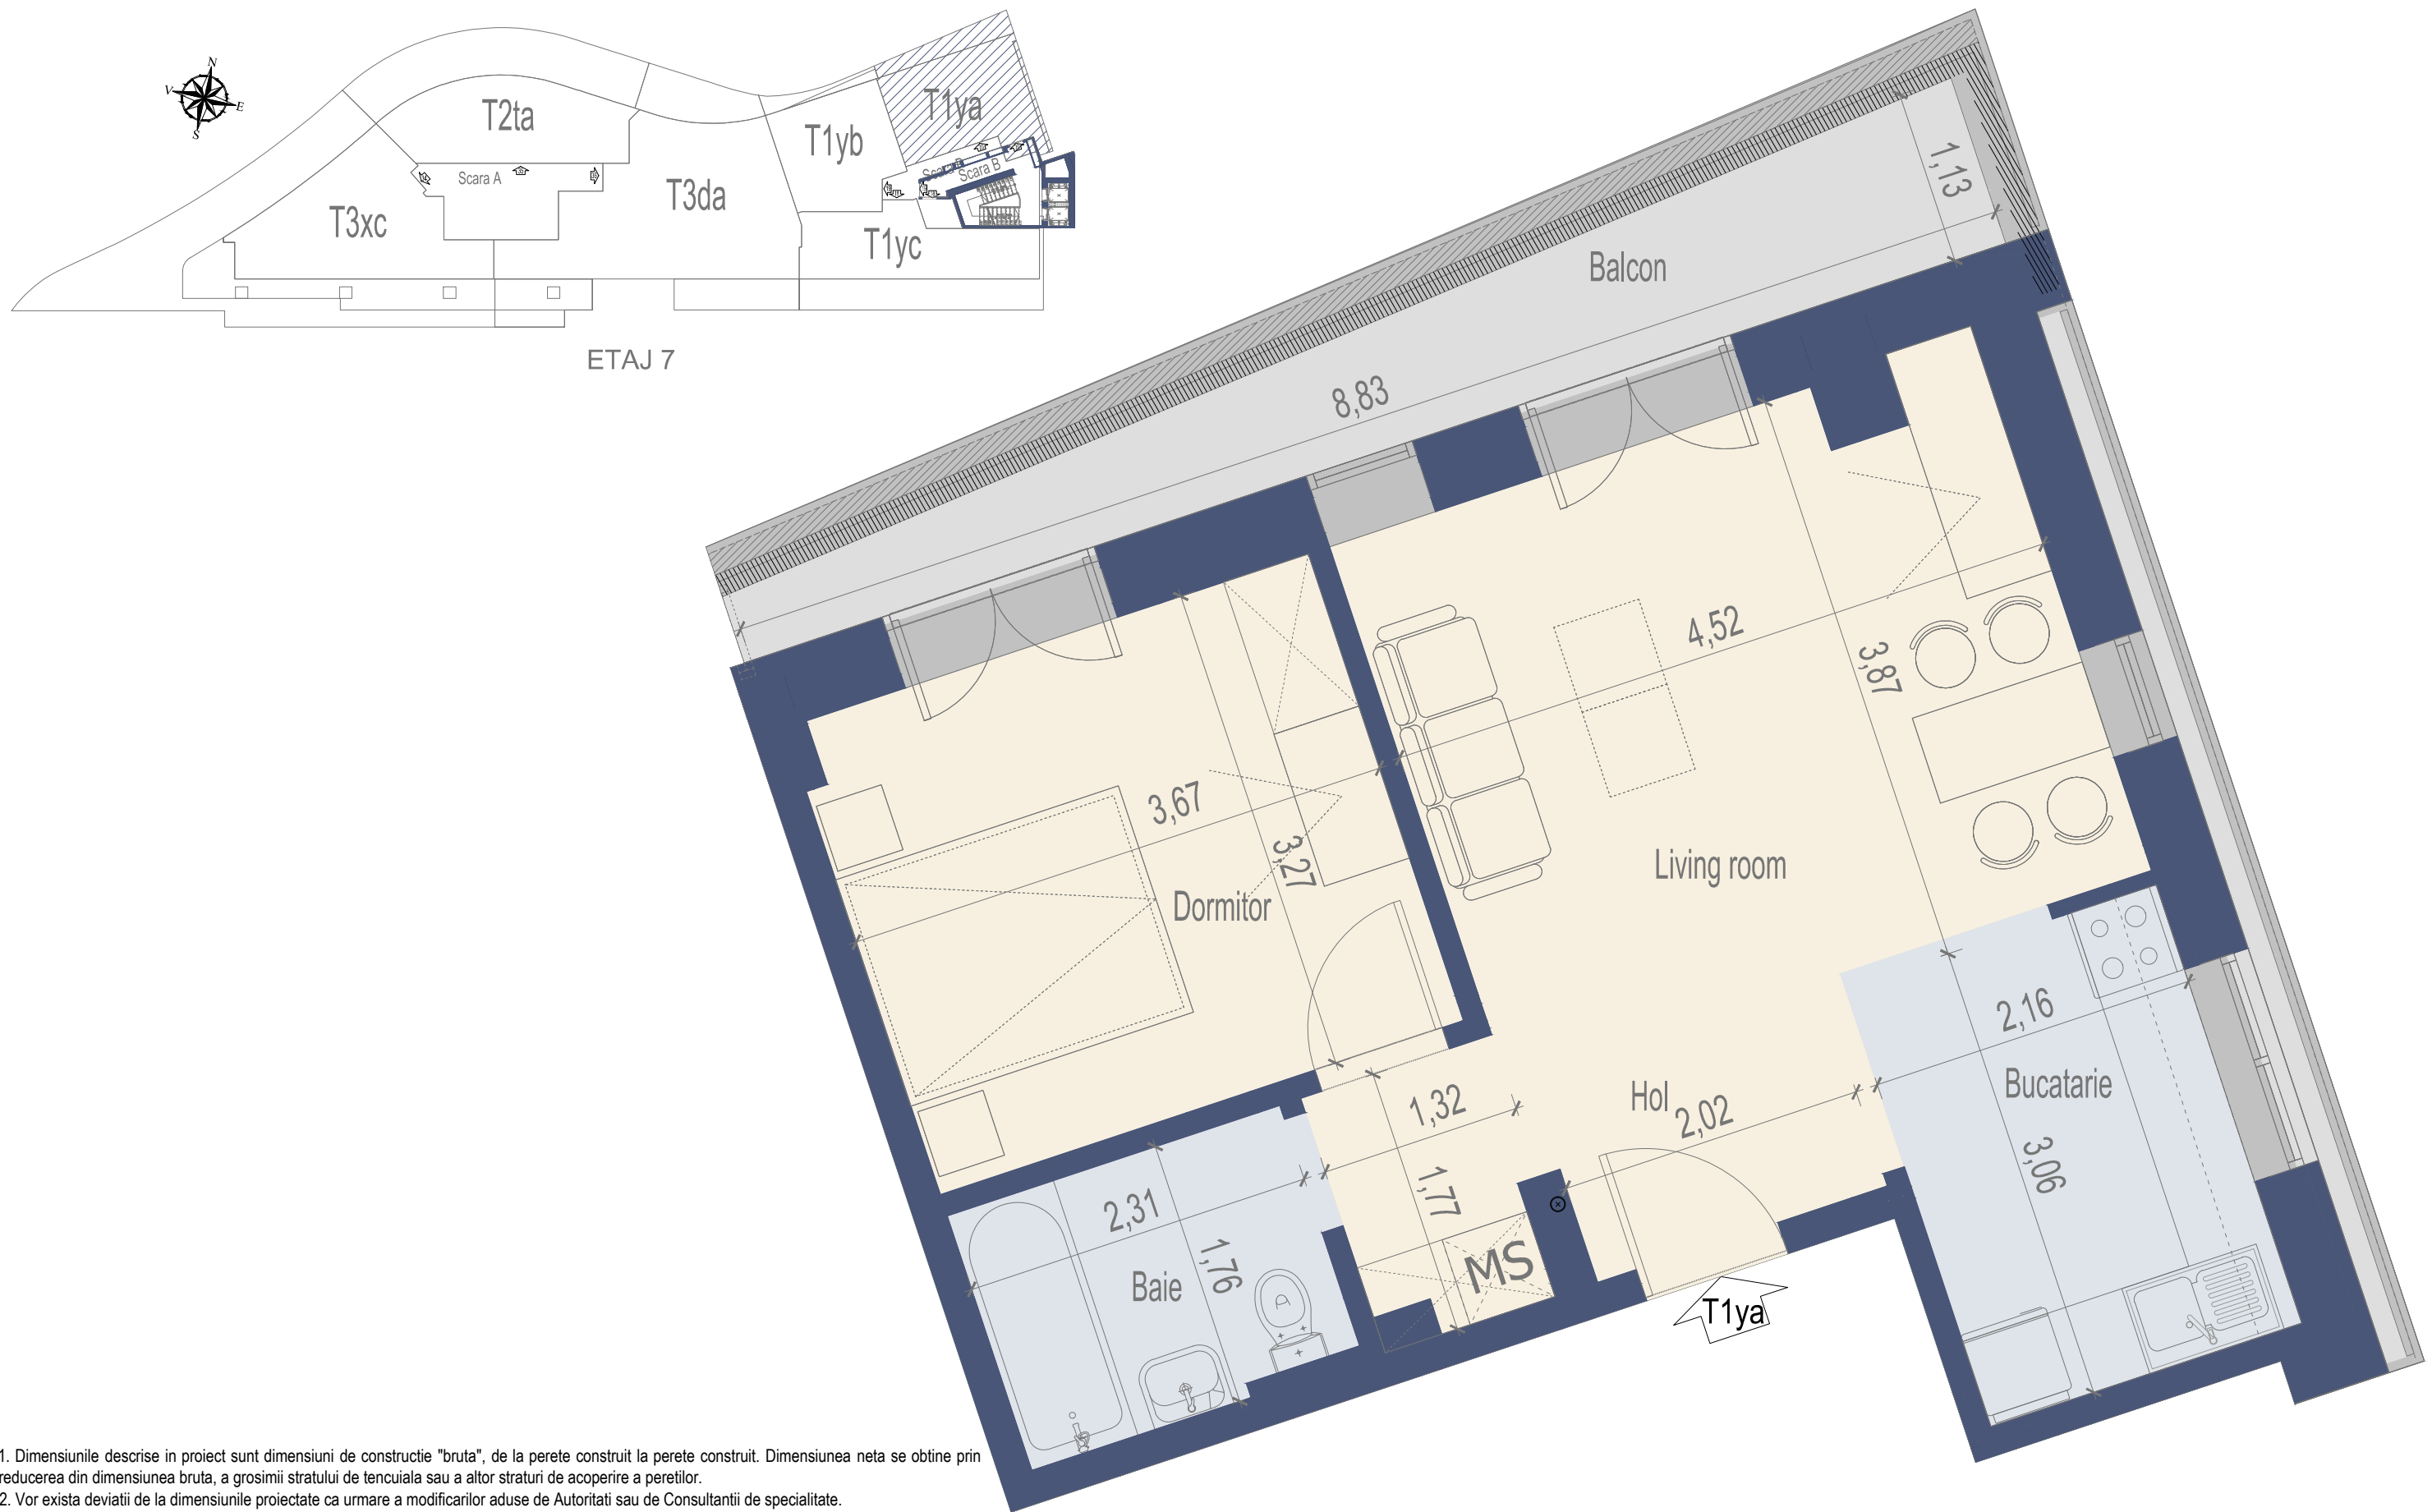 N
V
E
S
T2ta
T1ya
T1yb
Scara B
Scara B
Scara A
T3da
T3xc
T1yc
ETAJ 7
1,13
Balcon
8,83
4,52
3,87
3,67
3,27
Living room
Dormitor
2,16
Bucatarie
Hol
1,32
2,02
3,06
1,77
2,31
1,76
MS
Baie
T1ya
1. Dimensiunile descrise in proiect sunt dimensiuni de constructie "bruta", de la perete construit la perete construit. Dimensiunea neta se obtine prin
reducerea din dimensiunea bruta, a grosimii stratului de tencuiala sau a altor straturi de acoperire a peretilor.
2. Vor exista deviatii de la dimensiunile proiectate ca urmare a modificarilor aduse de Autoritati sau de Consultantii de specialitate.